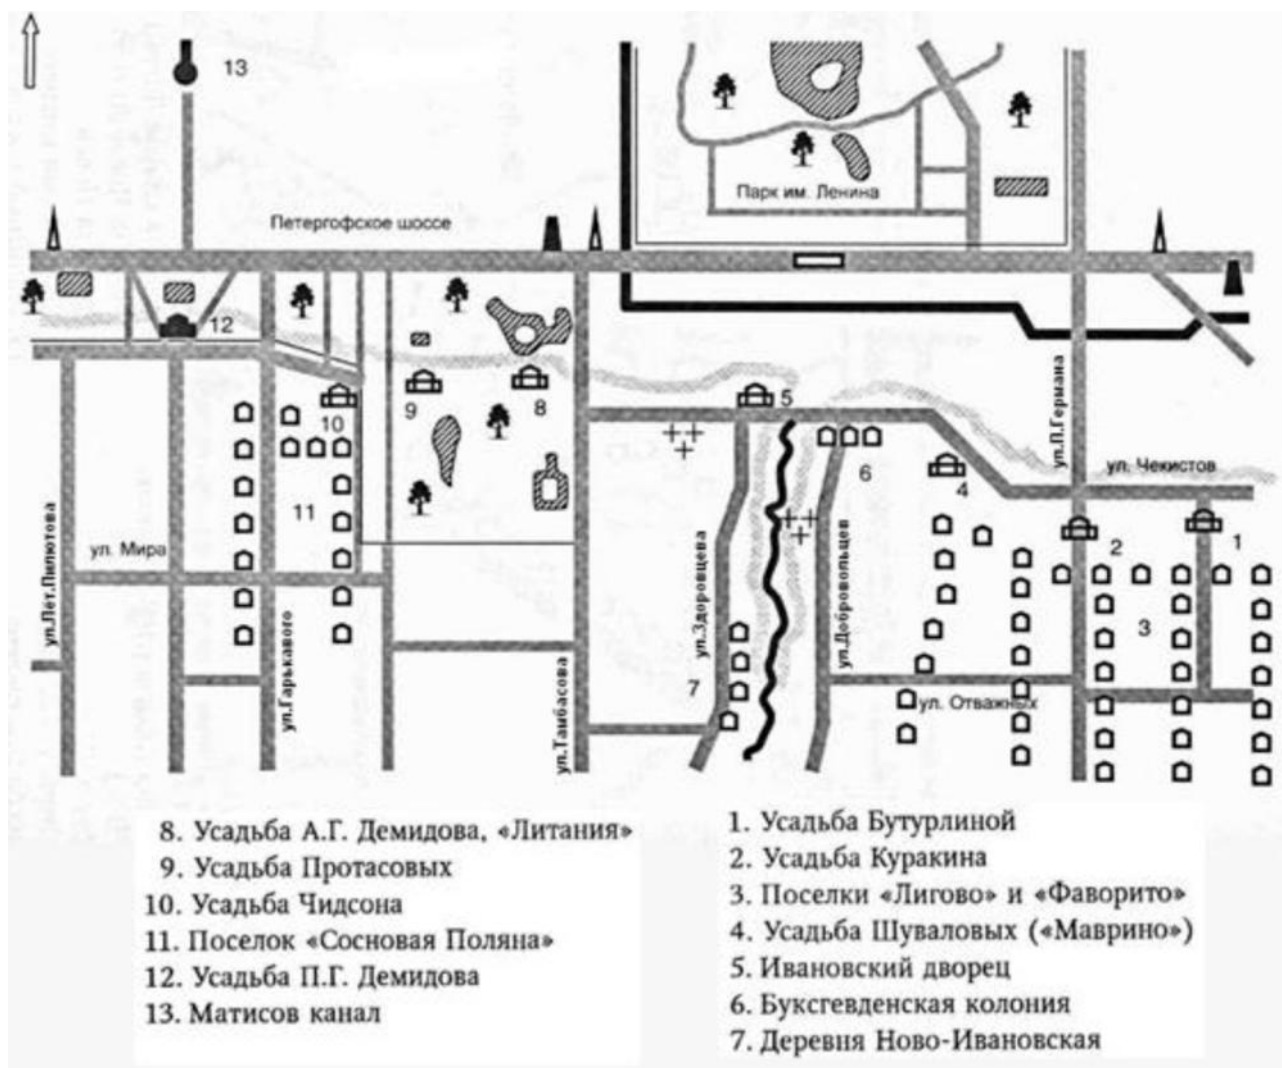 13
Петергофское шоссе
Парк им. Ленина
12
10
9
8
5
6
4
ул.П.Германа
ул. Чекистов
11
ул. Мира
ул.Лёт.Пилютова
ул.Гарькавого
ул.Тамбасова
ул.Здоровцева
ул.Добровольцев
2
1
3
7
ул. Отважных
8. Усадьба А.Г. Демидова, «Литания»
9. Усадьба Протасовых
10. Усадьба Чидсона
11. Поселок «Сосновая Поляна»
12. Усадьба П.Г. Демидова
13. Матисов канал
1. Усадьба Бутурлиной
2. Усадьба Куракина
3. Поселки «Лигово» и «Фаворито»
4. Усадьба Шуваловых («Маврино»)
5. Ивановский дворец
6. Буксгевденская колония
7. Деревня Ново-Ивановская